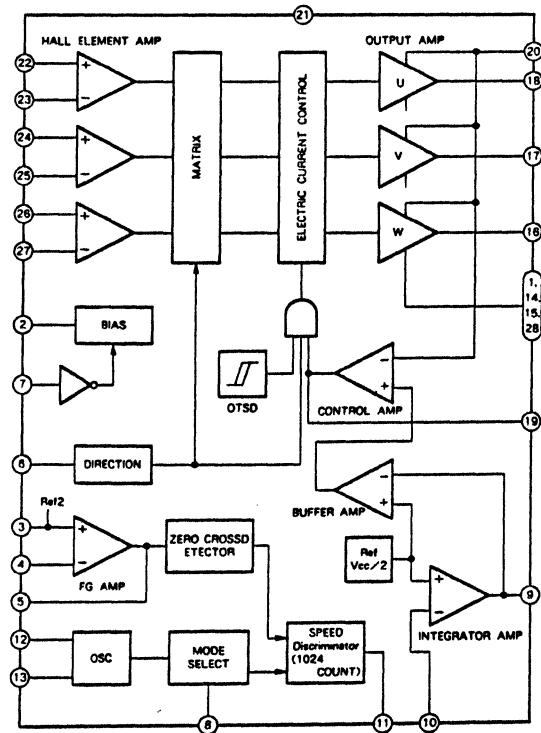 21
HALL ELEMENT AMP
OUTPUT AMP
22
+
20
23
−
U
18
24
+
25
−
MATRIX
ELECTRIC CURRENT CONTROL
V
17
26
+
27
−
W
16
1.
14.
15.
28
2
BIAS
7
OTSD
−
+
CONTROL AMP
19
6
DIRECTION
−
+
BUFFER AMP
Ref2
3
+
4
−
FG AMP
5
ZERO CROSSD
ETECTOR
Ref
Vcc/2
+
−
9
INTEGRATOR AMP
12
13
OSC
MODE
SELECT
SPEED
Discriminator
(1024
COUNT)
8
11
10